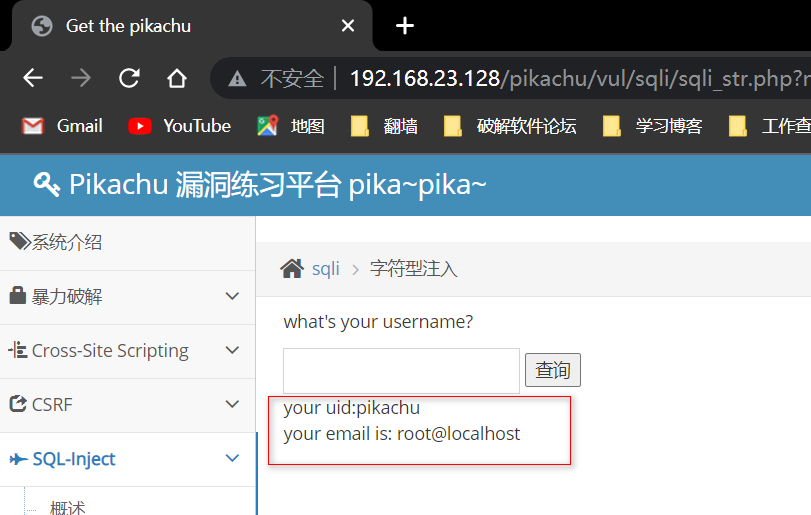 Get the pikachu
不安全 192.168.23.128/pikachu/vul/sqli/sqli_str.php?
Gmail YouTube 地图 翻墙 破解软件论坛 学习博客 工作查
Pikachu 漏洞练习平台 pika~pika~
系统介绍
sqli 字符型注入
暴力破解
what's your username?
Cross-Site Scripting
查询
CSRF
your uid:pikachu
your email is: root@localhost
SQL-Inject
概述